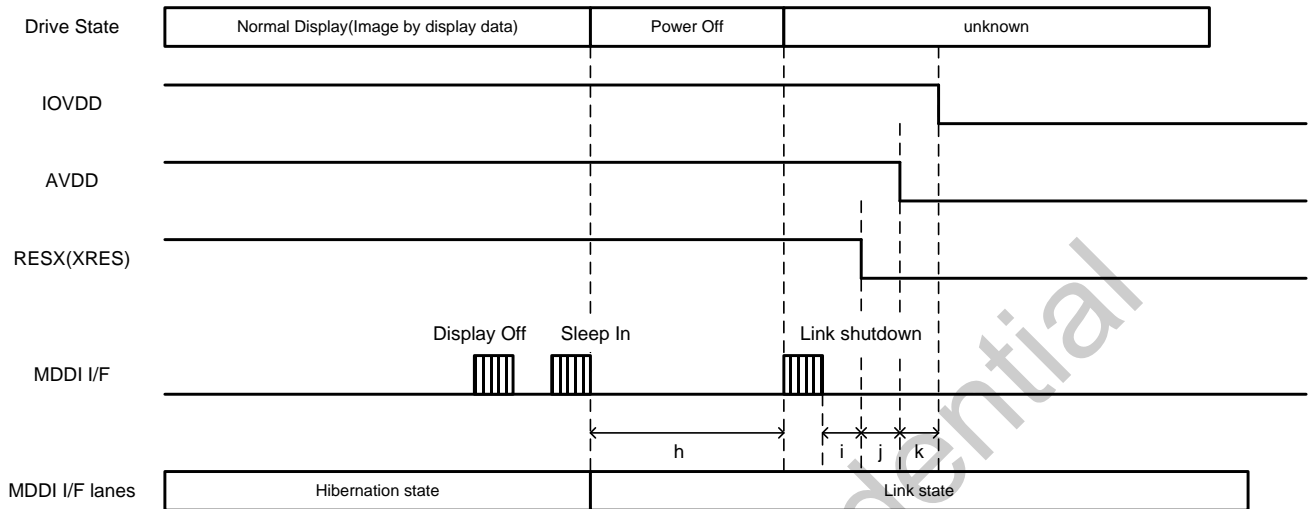 Drive State
Normal Display(Image by display data)
Power Off
unknown
IOVDD
AVDD
RESX(XRES)
Display Off
Sleep In
Link shutdown
MDDI I/F
h
i
j
k
MDDI I/F lanes
Hibernation state
Link state
dential